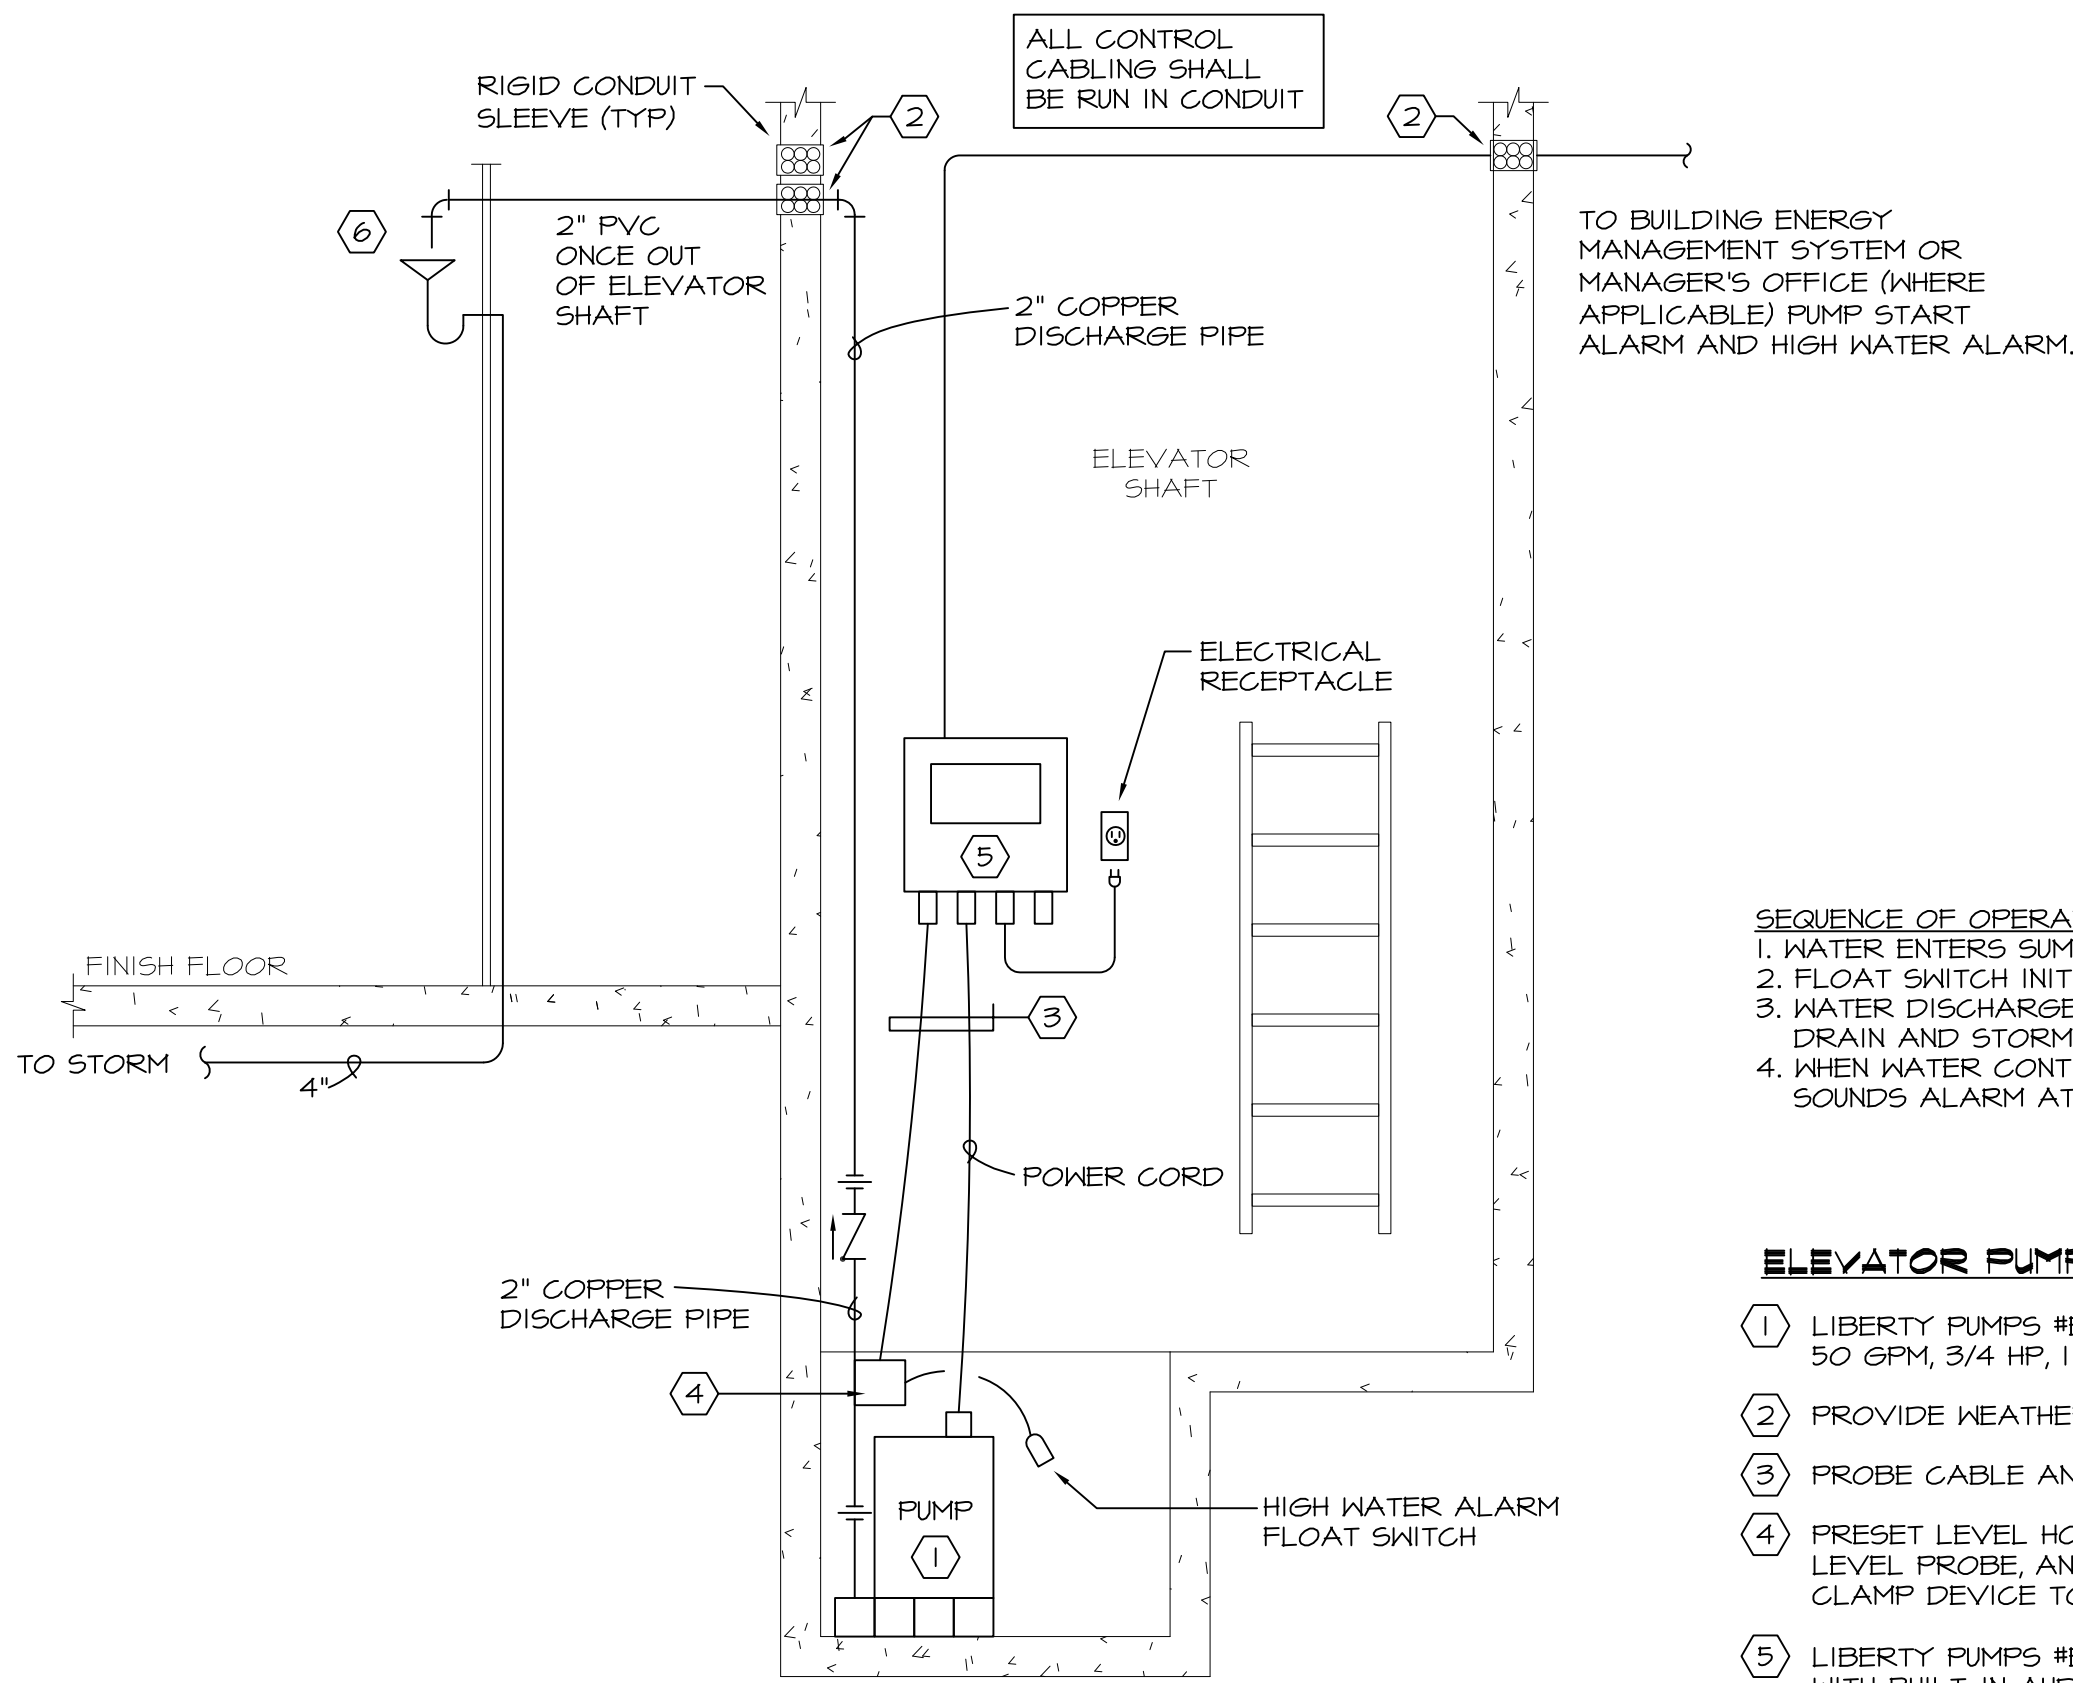 ALL CONTROL
CABLING SHALL
BE RUN IN CONDUIT
RIGID CONDUIT
SLEEVE (TYP)
2
2
6
2" PVC
ONCE OUT
OF ELEVATOR
SHAFT
TO BUILDING ENERGY
MANAGEMENT SYSTEM OR
MANAGER'S OFFICE (WHERE
APPLICABLE) PUMP START
ALARM AND HIGH WATER ALARM.
2" COPPER
DISCHARGE PIPE
ELEVATOR
SHAFT
ELECTRICAL
RECEPTACLE
5
FINISH FLOOR
3
TO STORM
4"
POWER CORD
2" COPPER
DISCHARGE PIPE
4
PUMP
1
HIGH WATER ALARM
FLOAT SWITCH
SEQUENCE OF OPERA
1. WATER ENTERS SUM
2. FLOAT SWITCH INIT
3. WATER DISCHARGE
DRAIN AND STORM
4. WHEN WATER CONT
SOUNDS ALARM AT
ELEVATOR PUMP
1 LIBERTY PUMPS #E
50 GPM, 3/4 HP, 1
2 PROVIDE WEATHE
3 PROBE CABLE AN
4 PRESET LEVEL HO
LEVEL PROBE, AN
CLAMP DEVICE TO
5 LIBERTY PUMPS #E